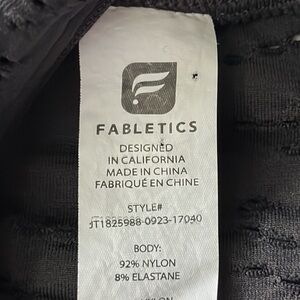 FABLETICS
DESIGNED
IN CALIFORNIA
MADE IN CHINA
FABRIQUÉ EN CHINE
STYLE#
JT1825988-0923-17040
BODY:
92% NYLON
8% ELASTANE
NYLON